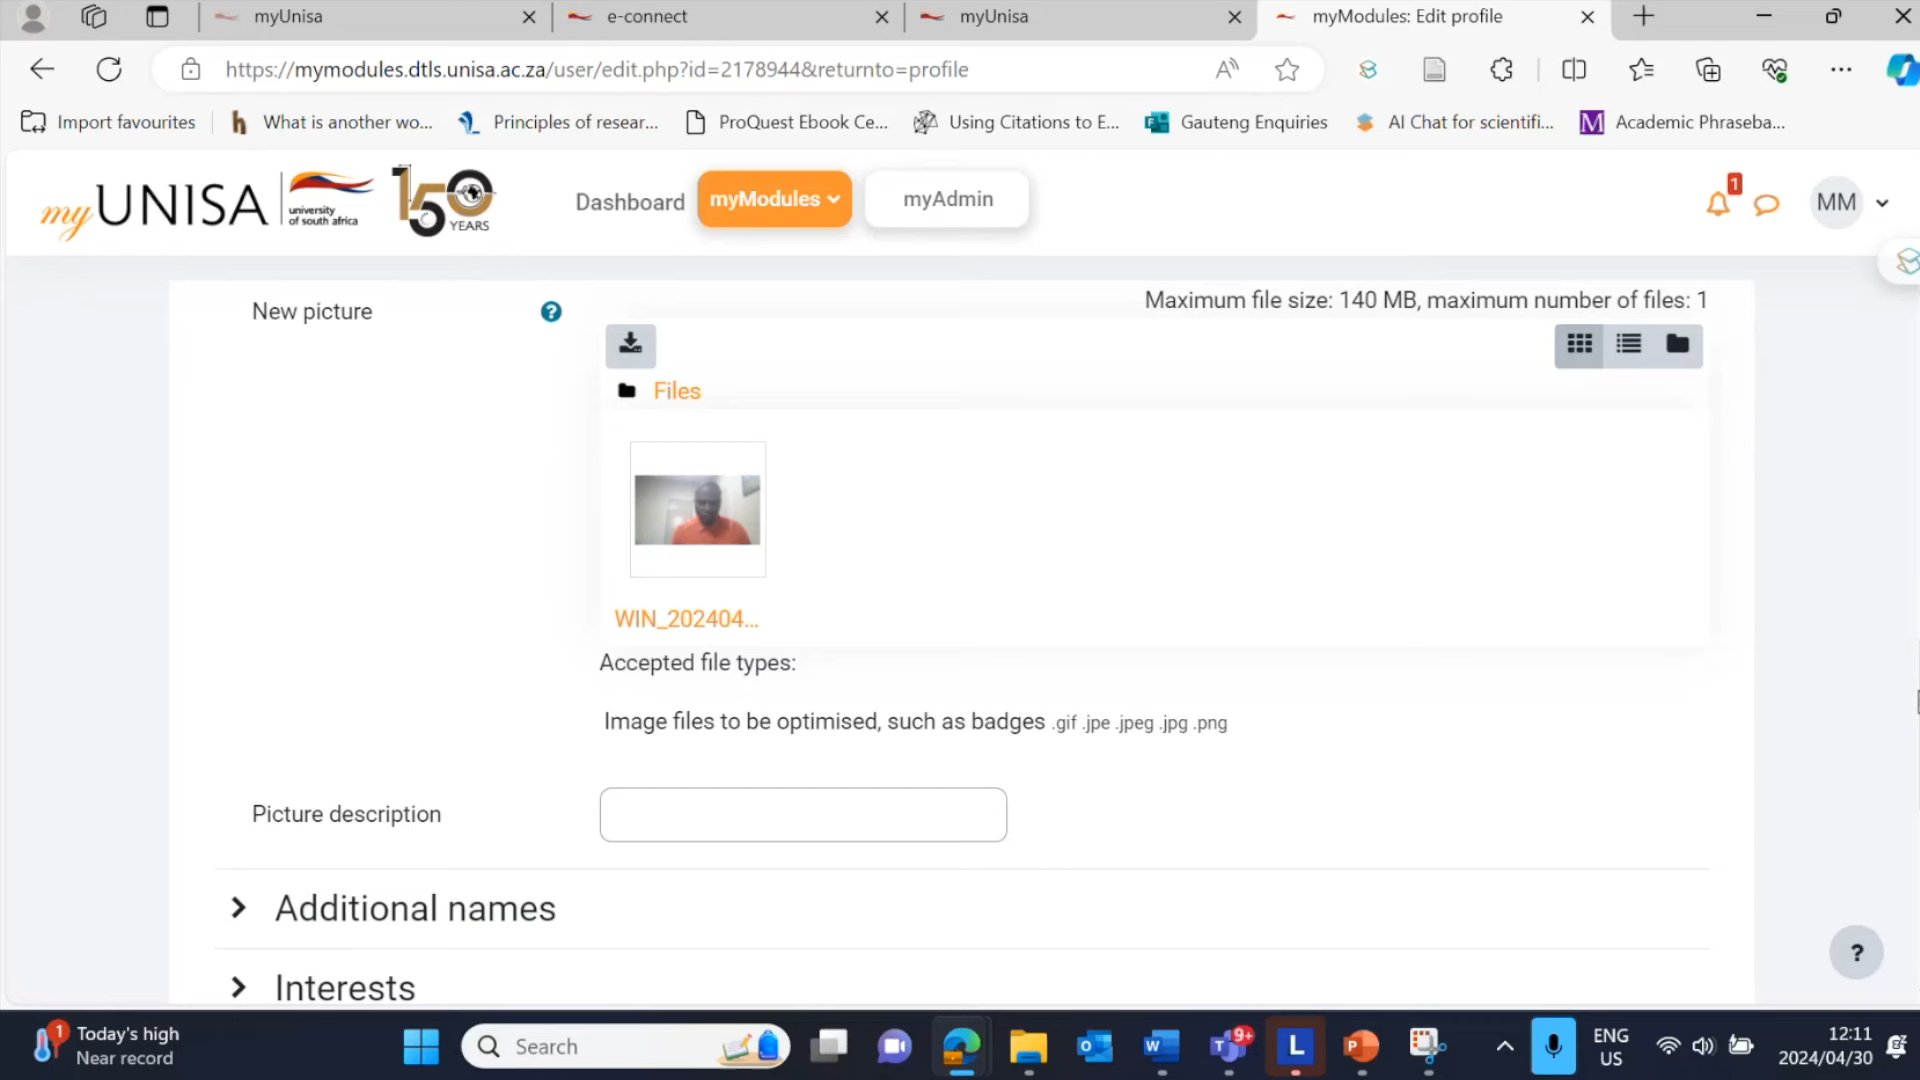 myUnisa
e-connect
myUnisa
myModules: Edit profile
https://mymodules.dtls.unisa.ac.za/user/edit.php?id=2178944&returnto=profile
Import favourites
What is another wo...
Principles of resear...
ProQuest Ebook Ce...
Using Citations to E...
Gauteng Enquiries
AI Chat for scientifi...
M
Academic Phraseba...
my UNISA
university
of south africa
150
YEARS
Dashboard
myModules
myAdmin
1
MM
New picture
?
Maximum file size: 140 MB, maximum number of files: 1
Files
WIN_202404...
Accepted file types:
Image files to be optimised, such as badges .gif .jpe .jpeg .jpg .png
Picture description
Additional names
Interests
?
1
Today's high
Near record
Search
9+
L
ENG
US
12:11
2024/04/30